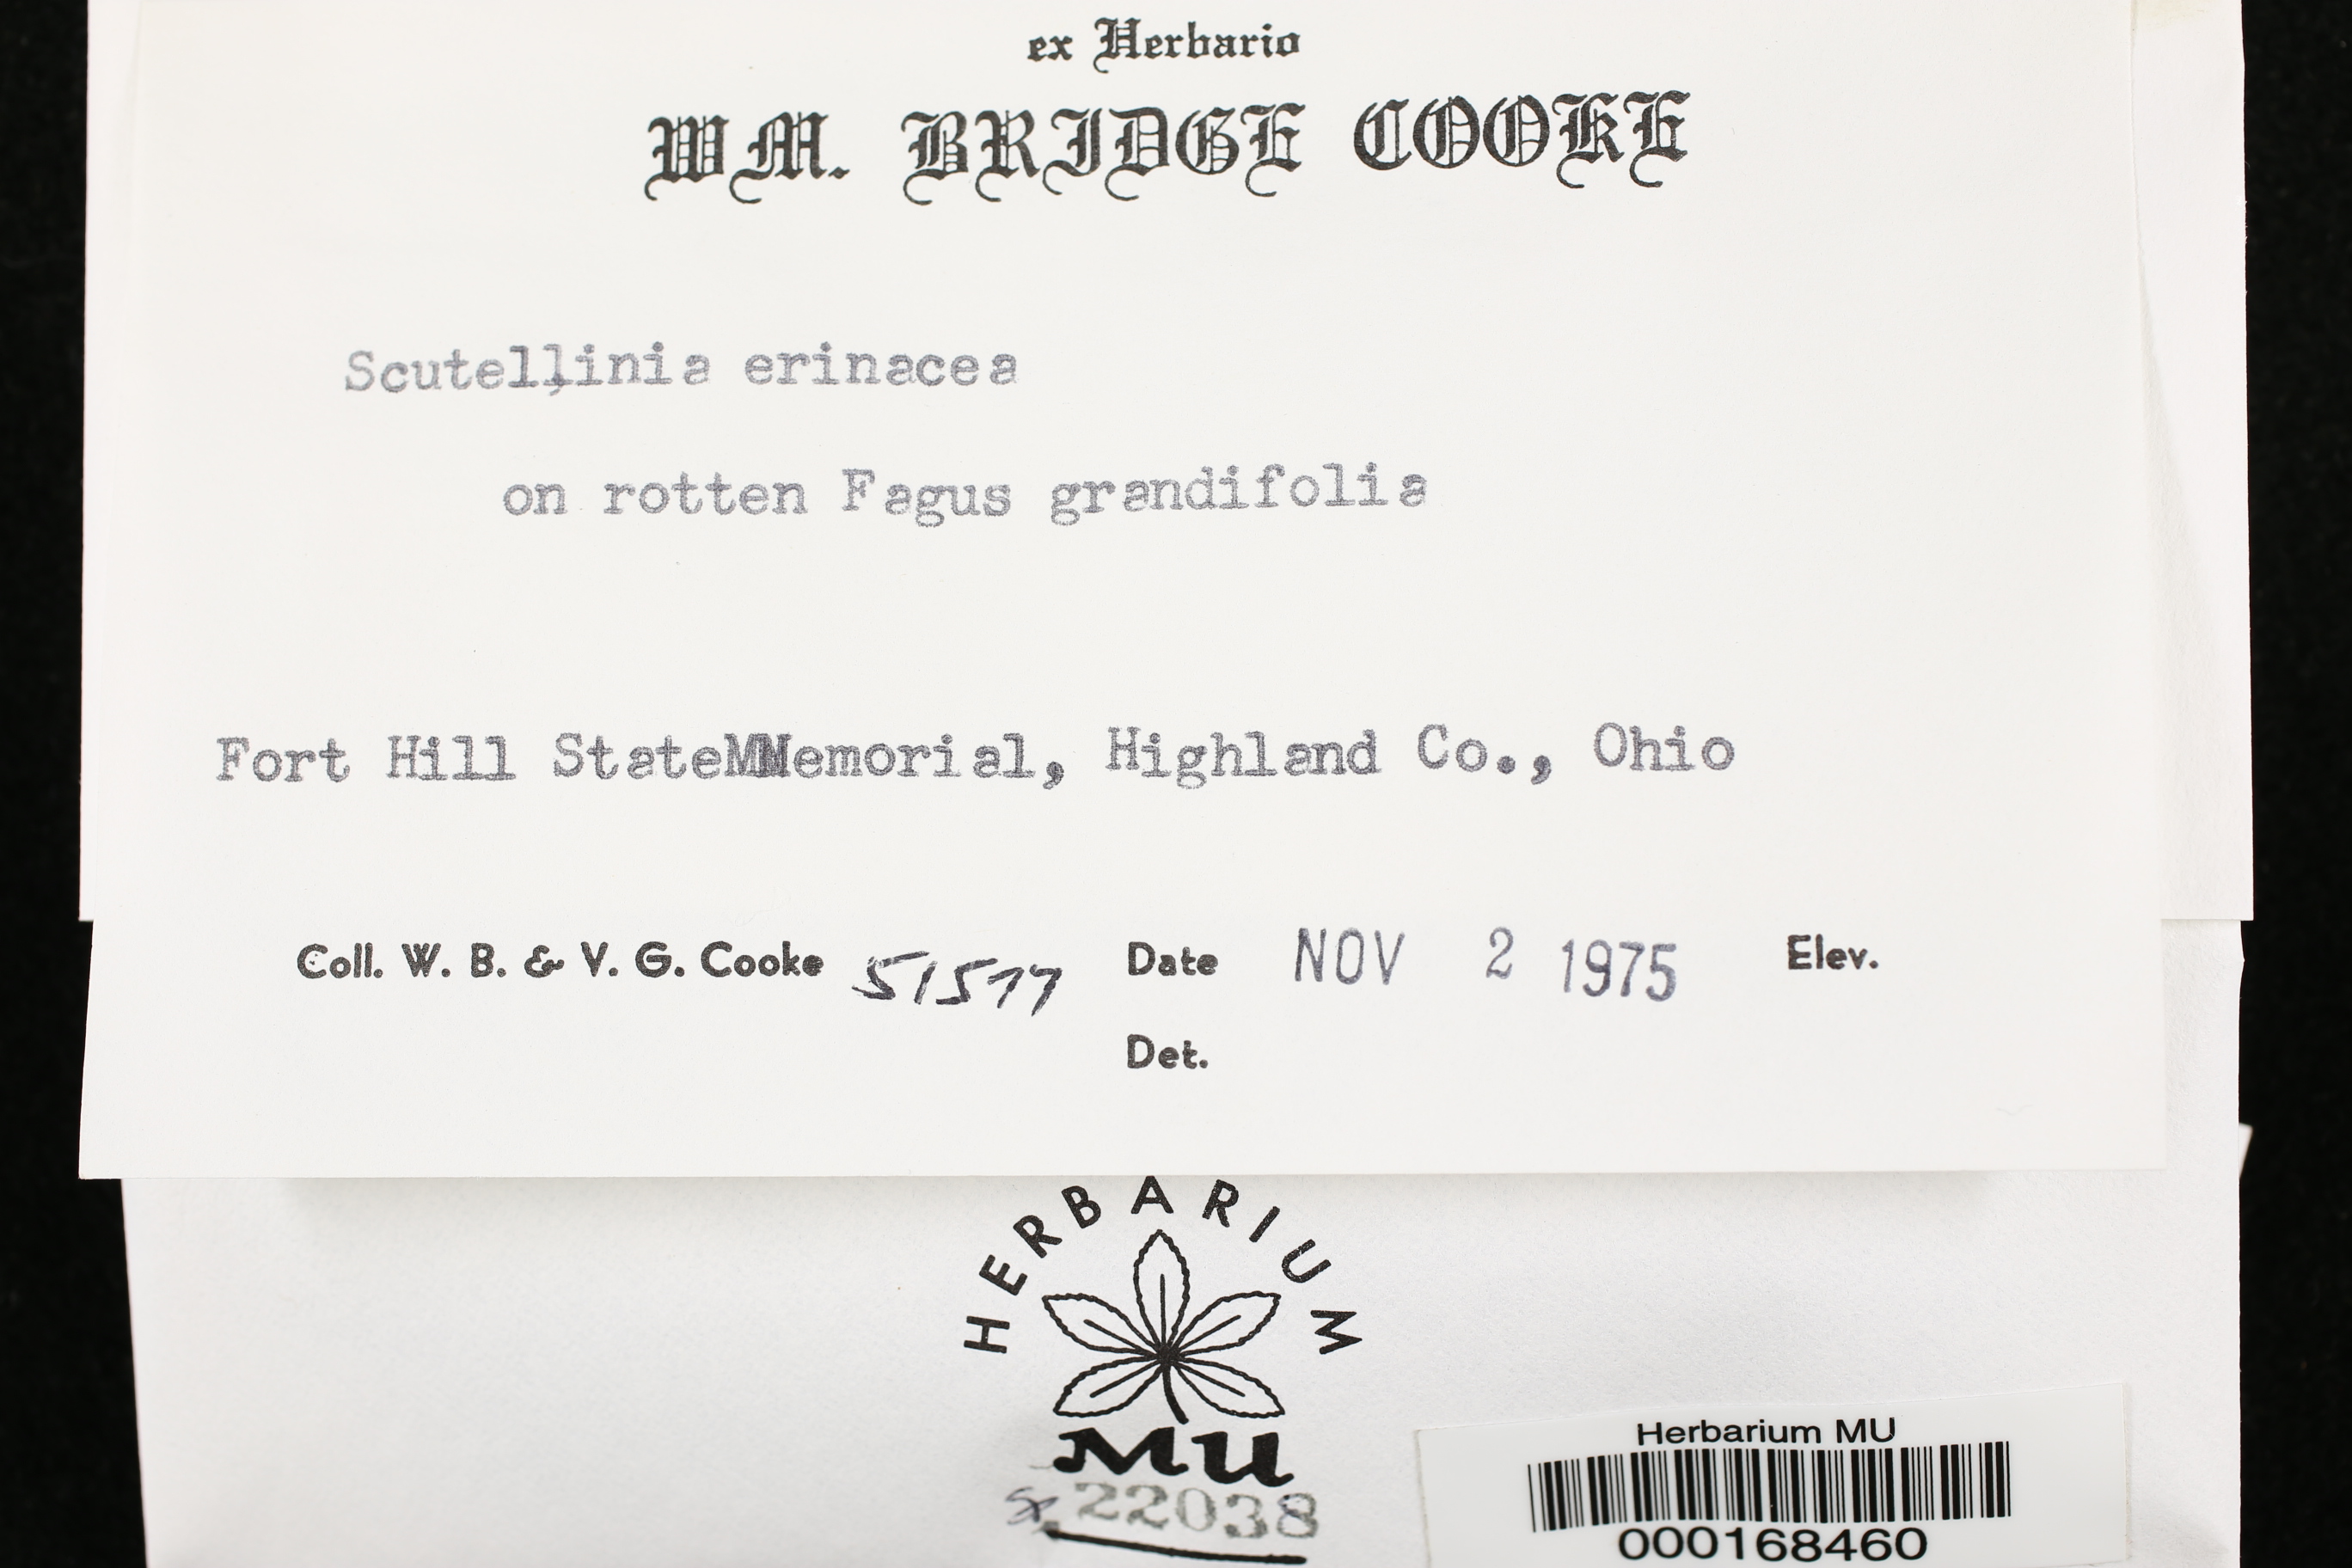 ex Herbario
WM. BRIDGE COOKE
Scutellinia erinacea
on rotten Fagus grandifolia
Fort Hill StateMMemorial, Highland Co., Ohio
Coll. W. B. & V. G. Cooke 51577 Date NOV 2 1975 Elev.
Det.
HERBARIUM
MU
22038
Herbarium MU
000168460